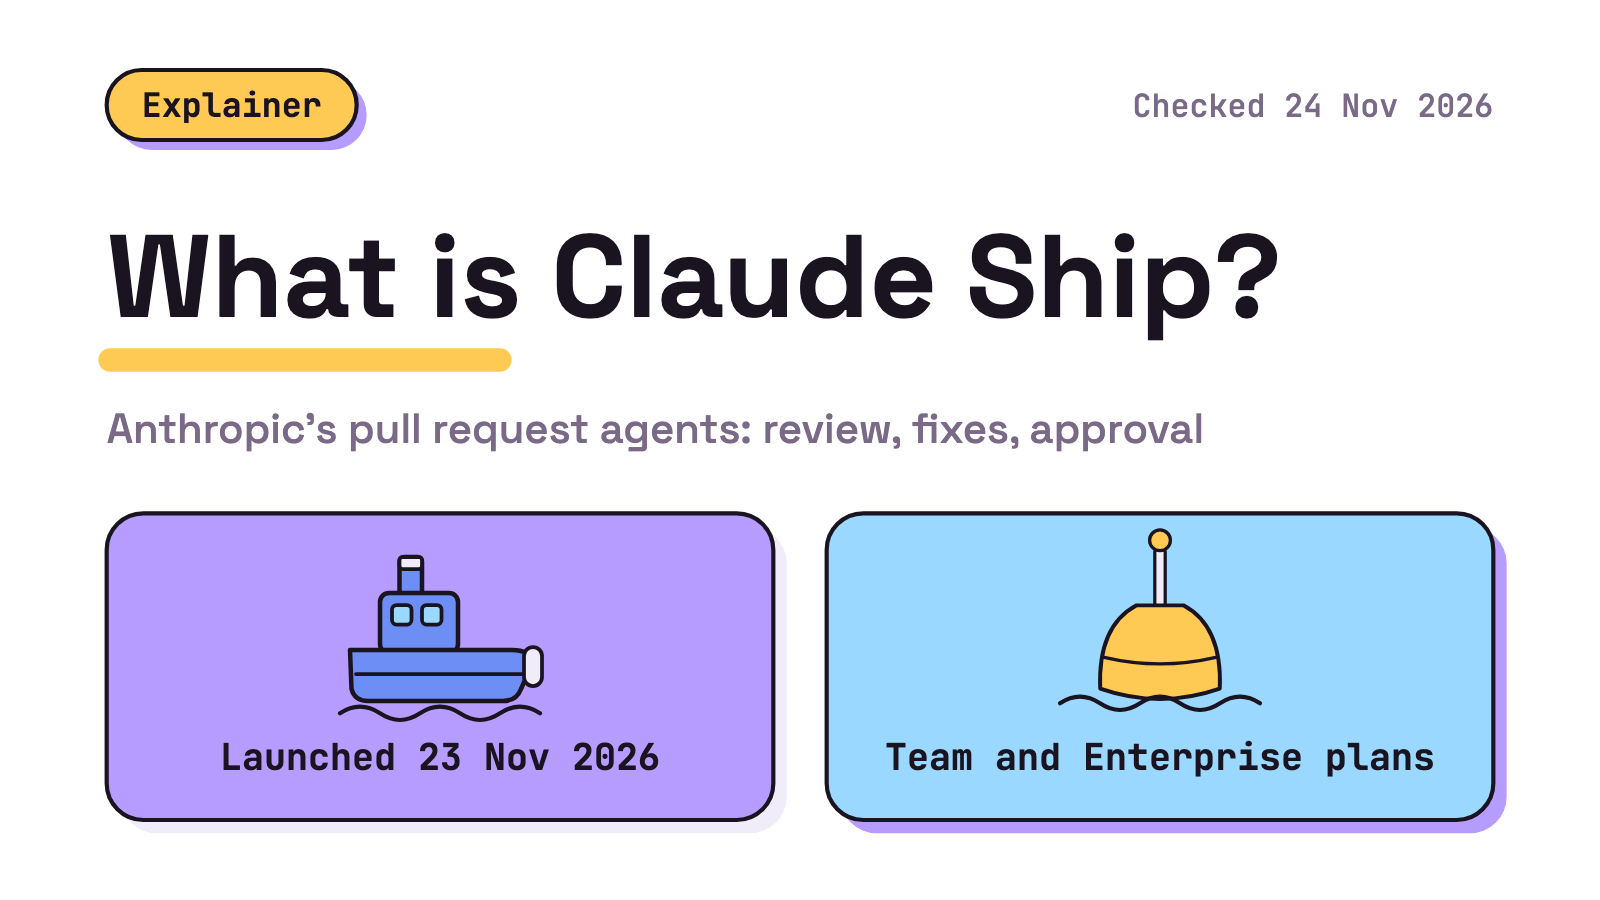 Explainer
Checked 24 Nov 2026
What is Claude Ship?
Anthropic’s pull request agents: review, fixes, approval
Launched 23 Nov 2026
Team and Enterprise plans